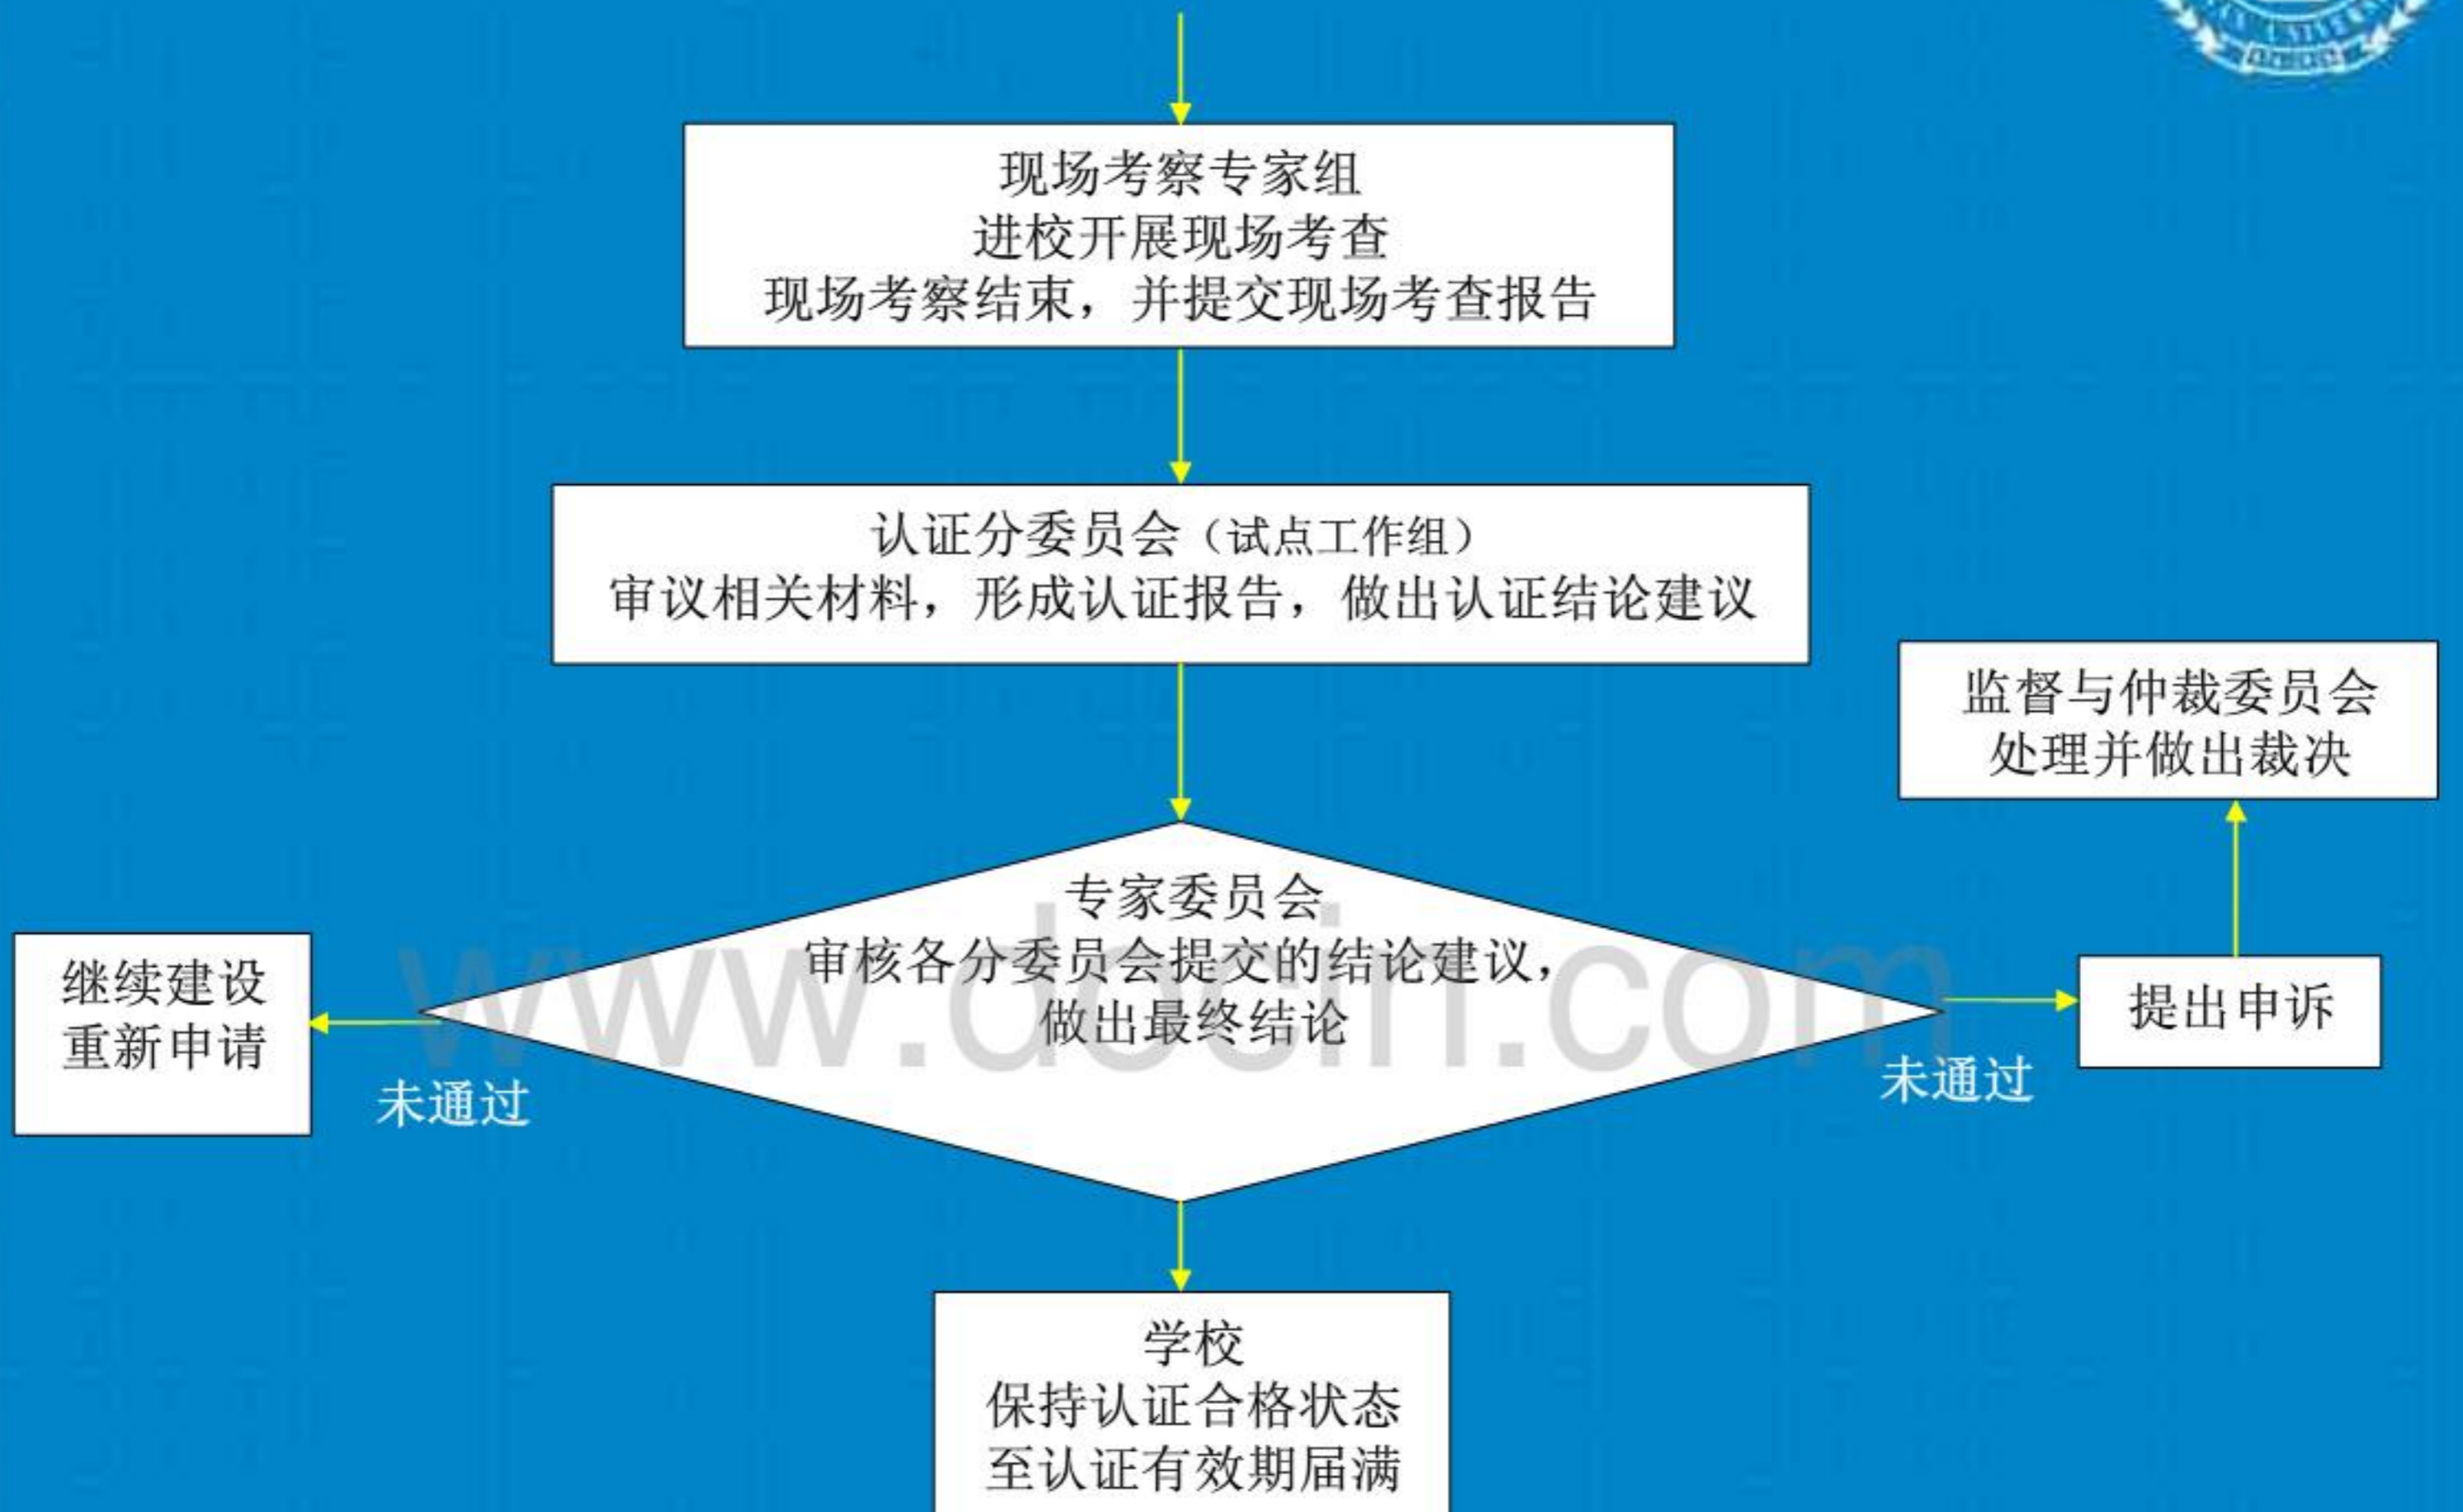 现场考察专家组
进校开展现场考查
现场考察结束，并提交现场考查报告
认证分委员会（试点工作组）
审议相关材料，形成认证报告，做出认证结论建议
监督与仲裁委员会
处理并做出裁决
专家委员会
审核各分委员会提交的结论建议，
做出最终结论
继续建设
重新申请
未通过
提出申诉
未通过
学校
保持认证合格状态
至认证有效期届满
www.docin.com